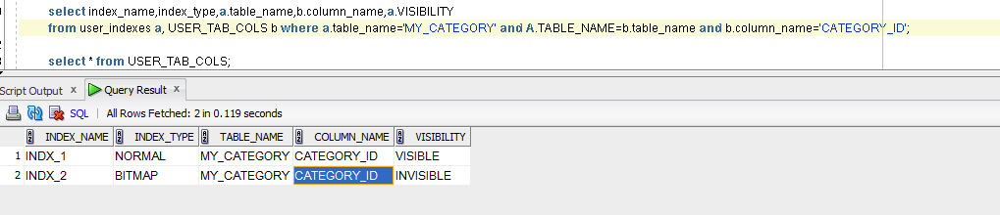 select index_name,index_type,a.table_name,b.column_name,a.VISIBILITY
from user_indexes a, USER_TAB_COLS b where a.table_name='MY_CATEGORY' and A.TABLE_NAME=b.table_name and b.column_name='CATEGORY_ID';
select * from USER_TAB_COLS;
Script Output x Query Result x
SQL | All Rows Fetched: 2 in 0.119 seconds
INDEX_NAME INDEX_TYPE TABLE_NAME COLUMN_NAME VISIBILITY
1 INDX_1 NORMAL MY_CATEGORY CATEGORY_ID VISIBLE
2 INDX_2 BITMAP MY_CATEGORY CATEGORY_ID INVISIBLE